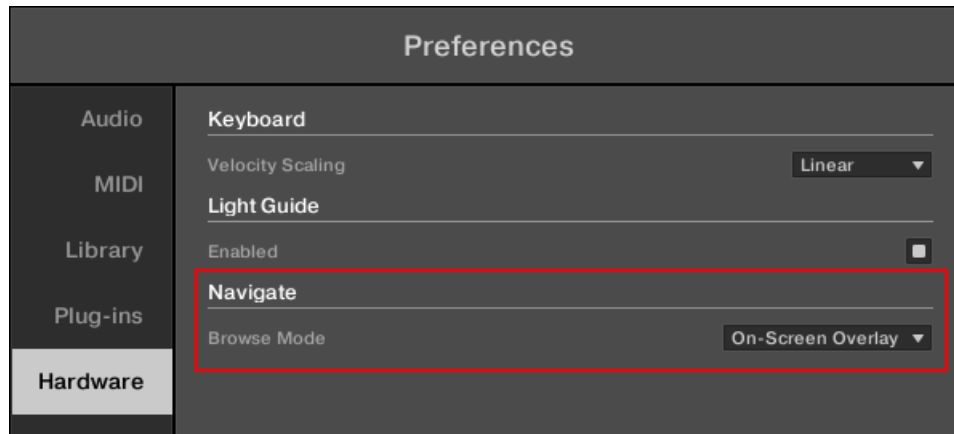 Preferences
Audio
MIDI
Library
Plug-ins
Hardware
Keyboard
Velocity Scaling Linear
Light Guide
Enabled
Navigate
Browse Mode On-Screen Overlay